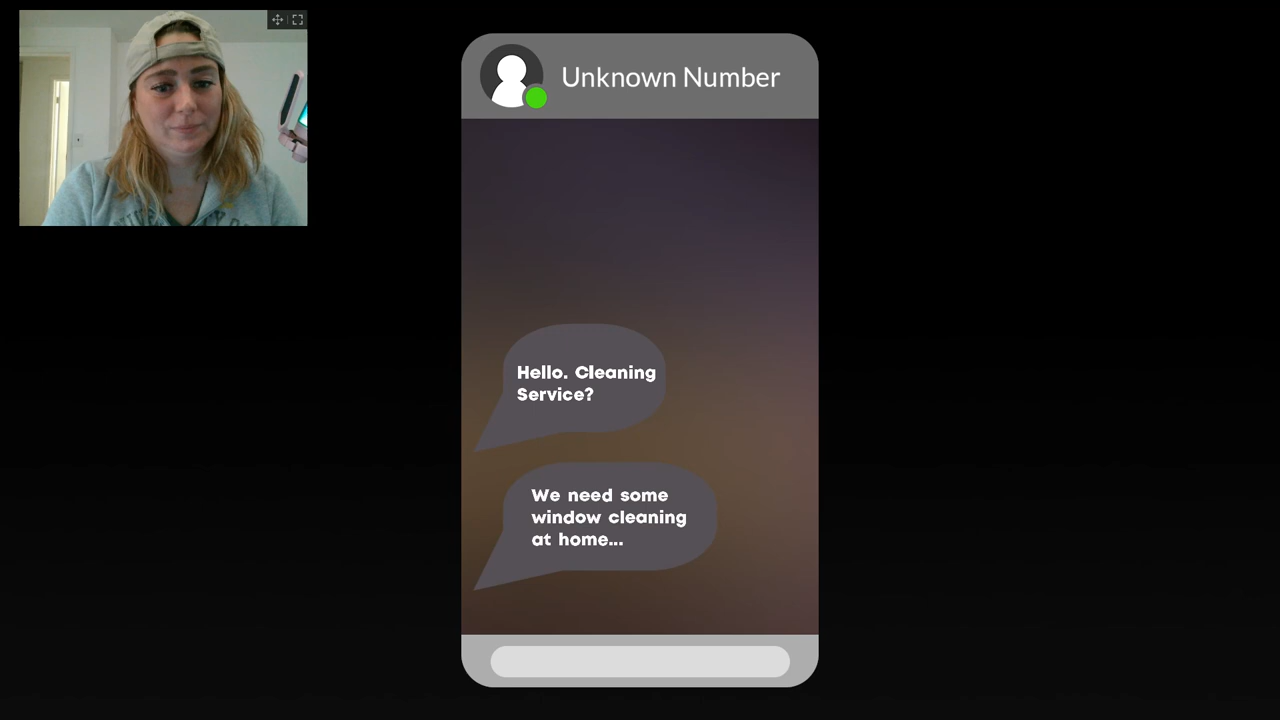 Unknown Number
Hello. Cleaning
Service?
We need some
window cleaning
at home...